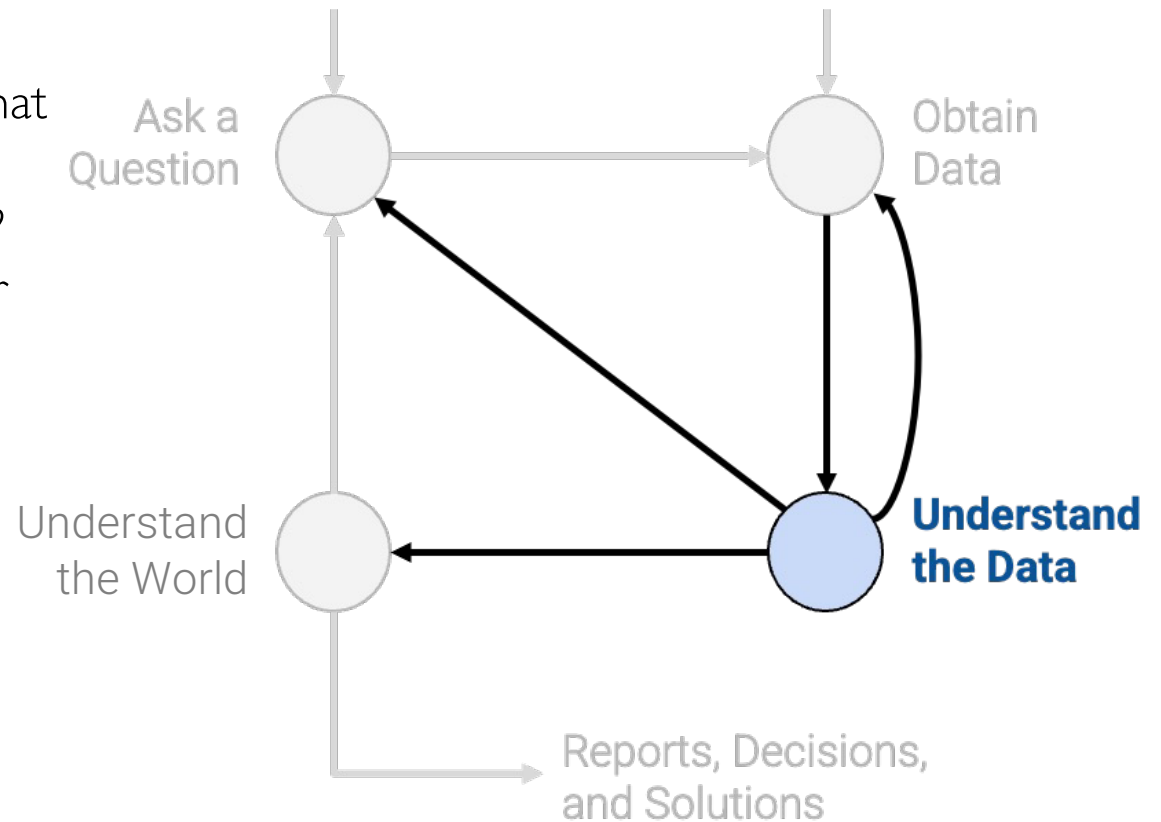 Ask a
Question
Obtain
Data
Understand
the World
Understand
the Data
Reports, Decisions,
and Solutions